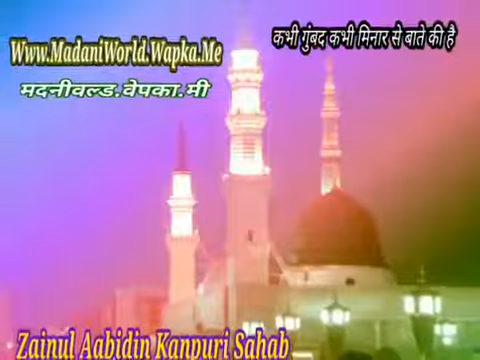 Www.MadaniWorld.Wapka.Me
कभी गुंबद कभी मिनार से बाते की है
मदनीवर्ल्ड.वेपका.मी
Zainul Aabidin Kanpuri Sahab